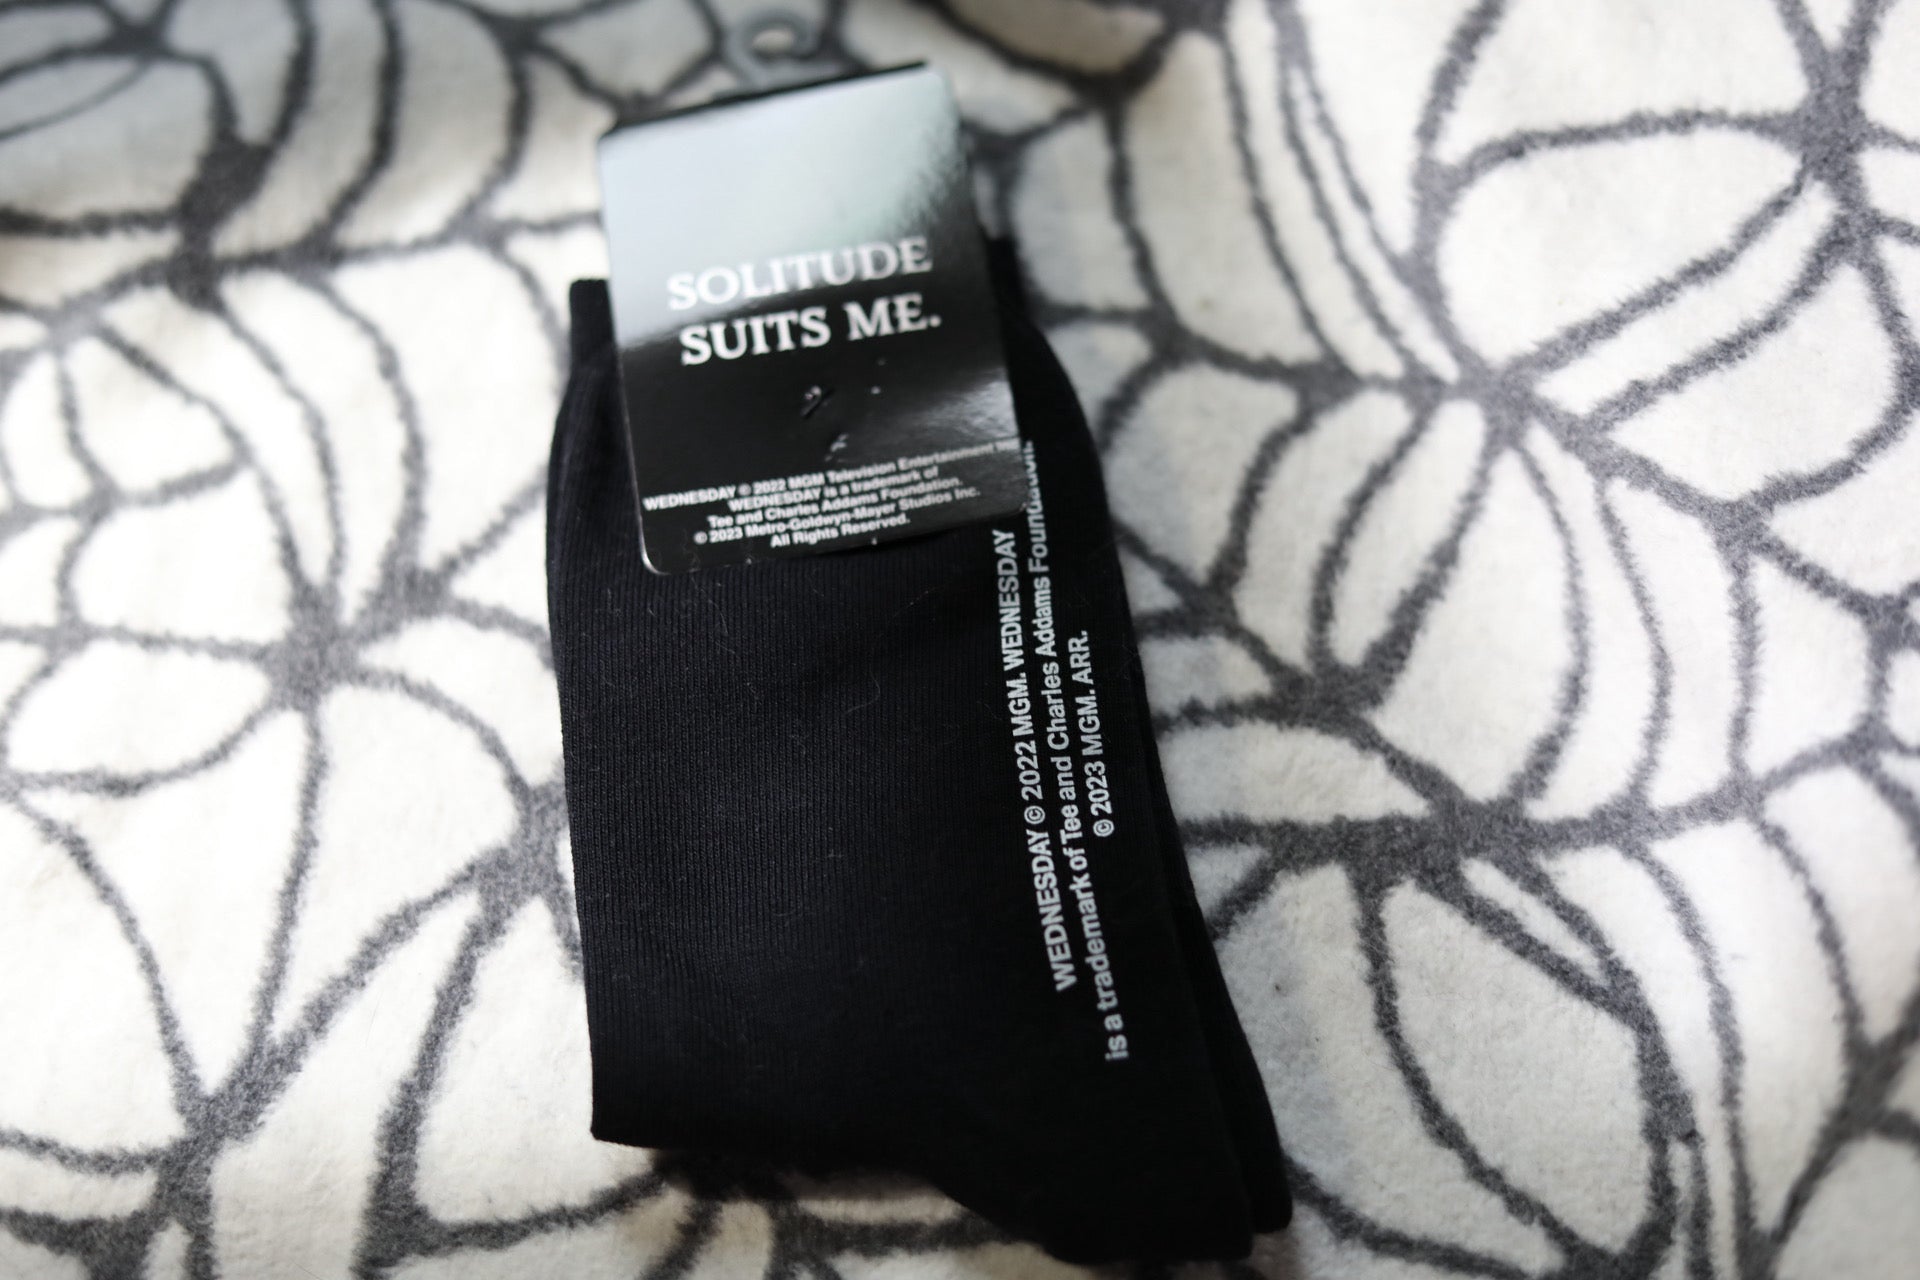 SOLITUDE
SUITS ME.
WEDNESDAY © 2022 MGM Television Entertainment
WEDNESDAY is a trademark of
Tee and Charles Addams Foundation.
© 2023 Metro-Goldwyn-Mayer Studios Inc.
All Rights Reserved.
WEDNESDAY © 2022 MGM. WEDNESDAY
is a trademark of Tee and Charles Addams Foundation.
© 2023 MGM. ARR.